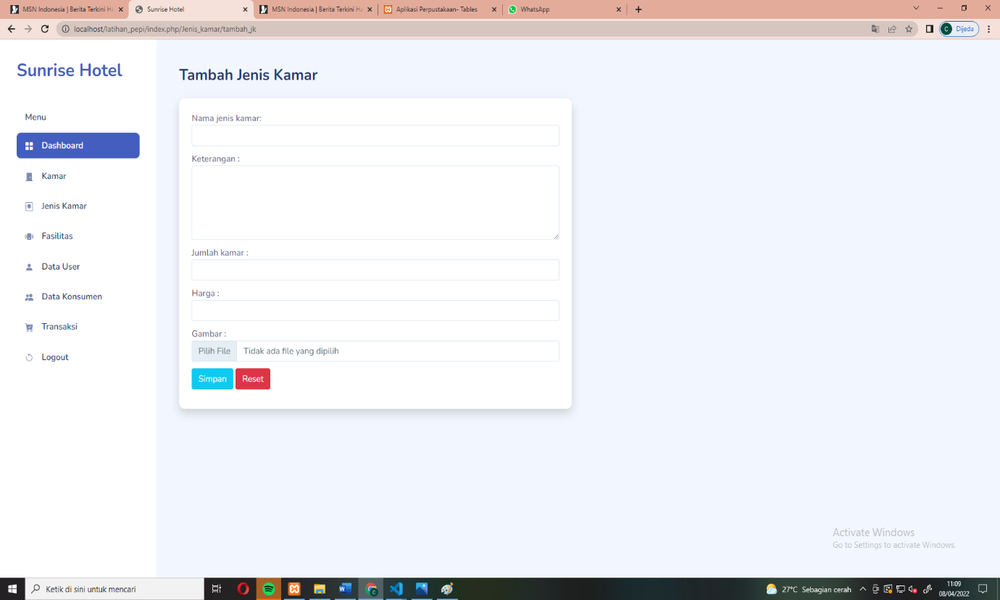 MSN Indonesia | Berita Terkini Ha
Sunrise Hotel
MSN Indonesia | Berita Terkini Ha
Aplikasi Perpustakaan- Tables
WhatsApp
localhost/latihan_pepi/index.php/Jenis_kamar/tambah_jk
C
Dijeda
Sunrise Hotel
Menu
Dashboard
Kamar
Jenis Kamar
Fasilitas
Data User
Data Konsumen
Transaksi
Logout
Tambah Jenis Kamar
Nama jenis kamar:
Keterangan :
Jumlah kamar :
Harga :
Gambar :
Pilih File
Tidak ada file yang dipilih
Simpan
Reset
Activate Windows
Go to Settings to activate Windows.
Ketik di sini untuk mencari
27°C Sebagian cerah
11:09
08/04/2022